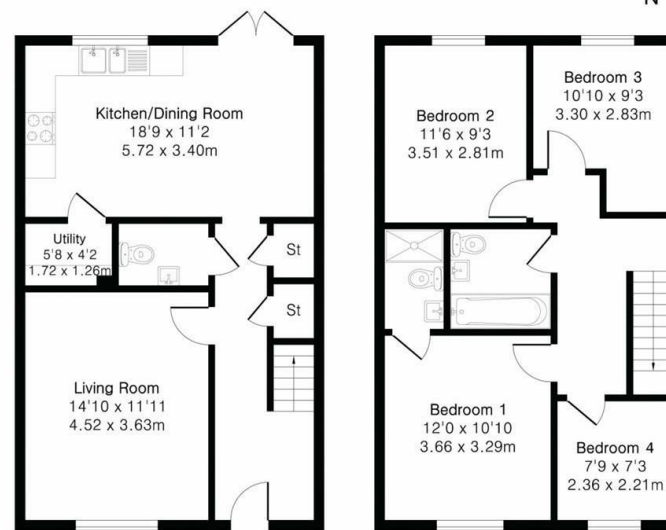 N
Kitchen/Dining Room
18'9 x 11'2
5.72 x 3.40m
Utility
5'8 x 4'2
1.72 x 1.26m
St
St
Living Room
14'10 x 11'11
4.52 x 3.63m
Bedroom 2
11'6 x 9'3
3.51 x 2.81m
Bedroom 3
10'10 x 9'3
3.30 x 2.83m
Bedroom 1
12'0 x 10'10
3.66 x 3.29m
Bedroom 4
7'9 x 7'3
2.36 x 2.21m